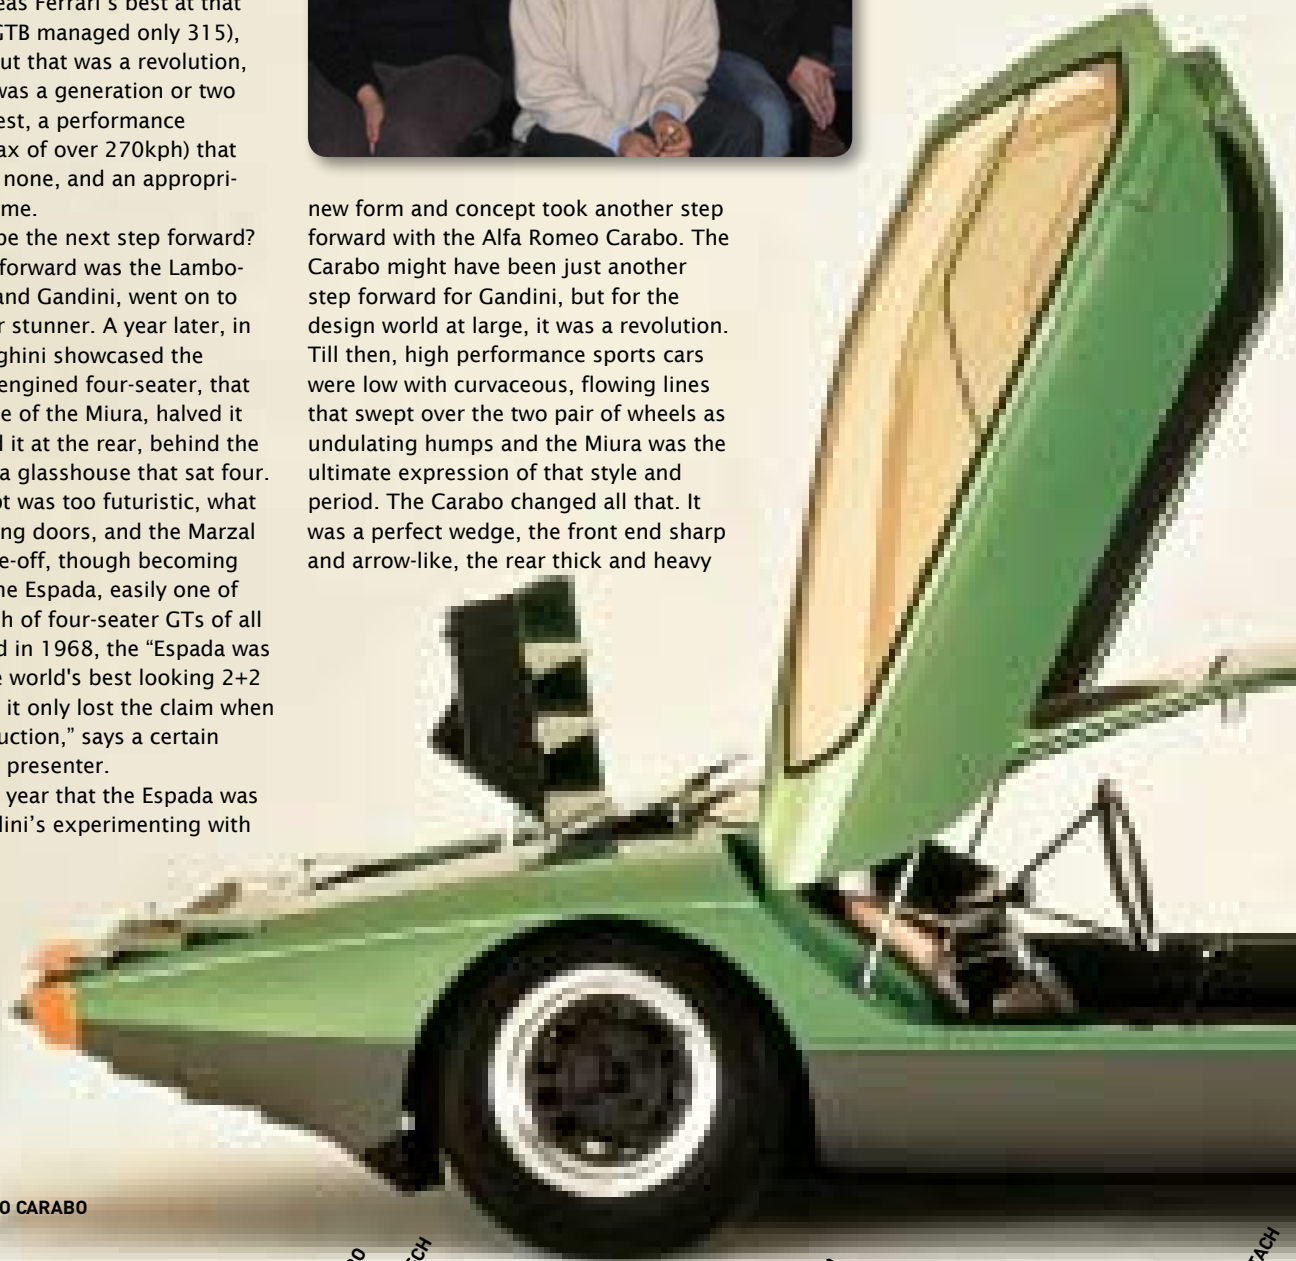 eas Ferrari's best at that
GTB managed only 315),
ut that was a revolution,
was a generation or two
est, a performance
ax of over 270kph) that
none, and an appropri-
me.
be the next step forward?
forward was the Lambo-
and Gandini, went on to
r stunner. A year later, in
ghini showcased the
engined four-seater, that
e of the Miura, halved it
d it at the rear, behind the
a glasshouse that sat four.
pt was too futuristic, what
ng doors, and the Marzal
e-off, though becoming
he Espada, easily one of
h of four-seater GTs of all
d in 1968, the “Espada was
e world's best looking 2+2
it only lost the claim when
uction,” says a certain
presenter.
year that the Espada was
dini’s experimenting with
new form and concept took another step
forward with the Alfa Romeo Carabo. The
Carabo might have been just another
step forward for Gandini, but for the
design world at large, it was a revolution.
Till then, high performance sports cars
were low with curvaceous, flowing lines
that swept over the two pair of wheels as
undulating humps and the Miura was the
ultimate expression of that style and
period. The Carabo changed all that. It
was a perfect wedge, the front end sharp
and arrow-like, the rear thick and heavy
O CARABO
DO
ECH
TACH